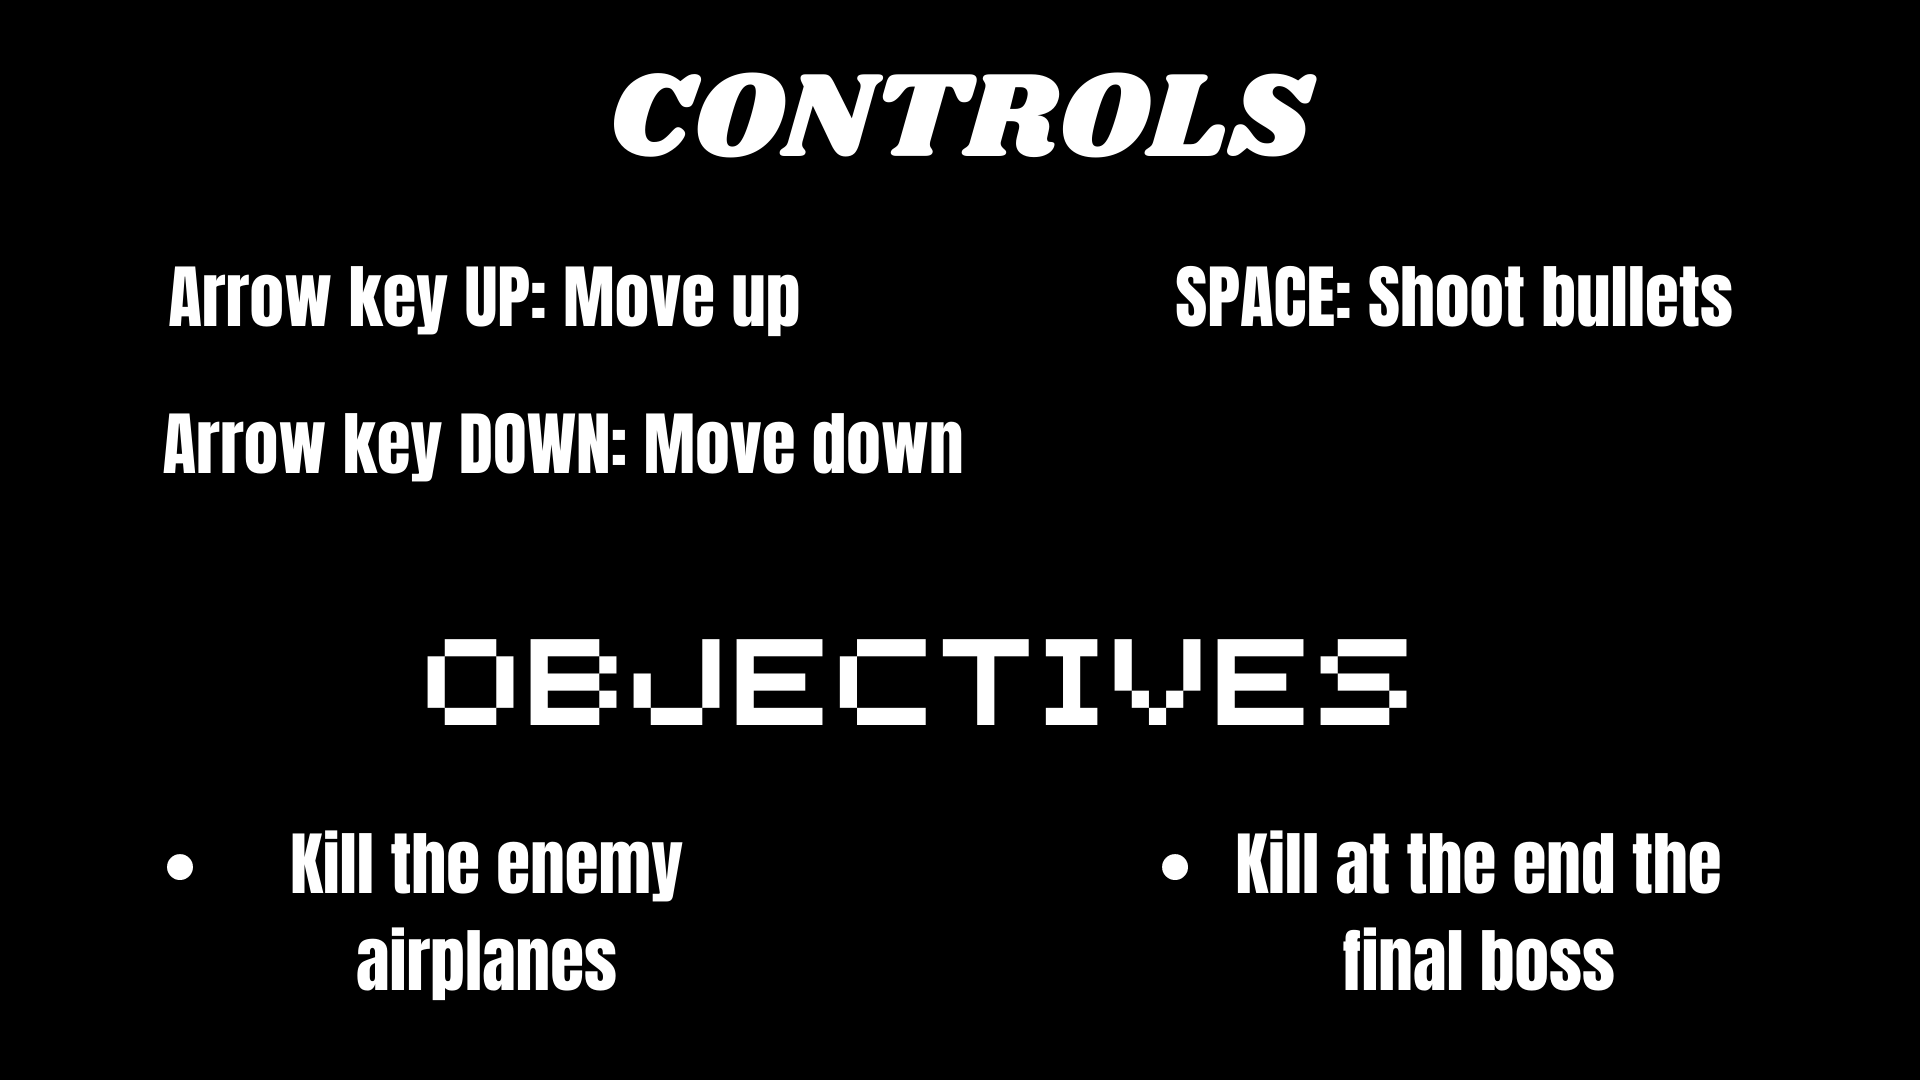 CONTROLS
Arrow key UP: Move up
SPACE: Shoot bullets
Arrow key DOWN: Move down
OBJECTIVES
• Kill the enemy
airplanes
• Kill at the end the
final boss